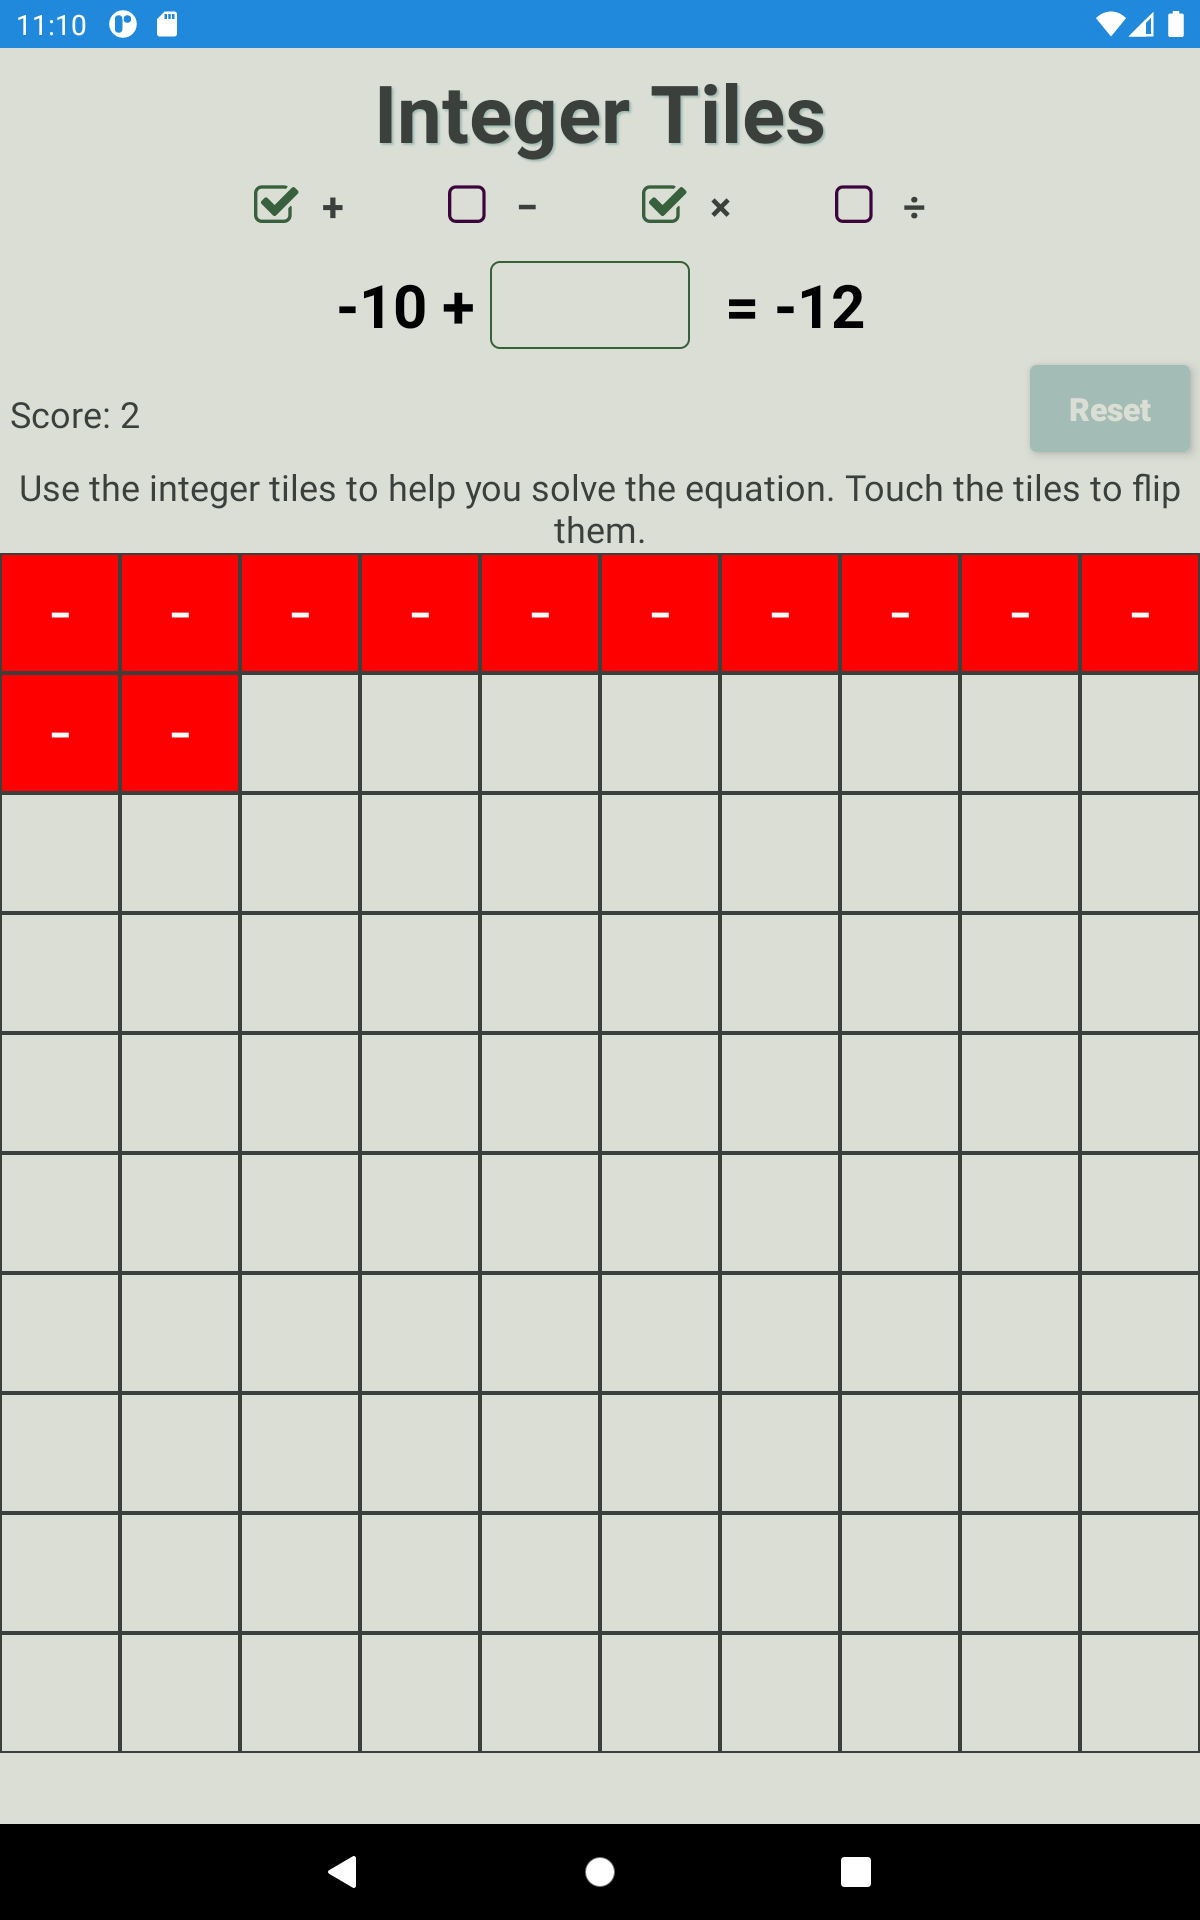 11:10
Integer Tiles
+ − × ÷
-10 + = -12
Reset
Score: 2
Use the integer tiles to help you solve the equation. Touch the tiles to flip
them.
− − − − − − − − − −
− −